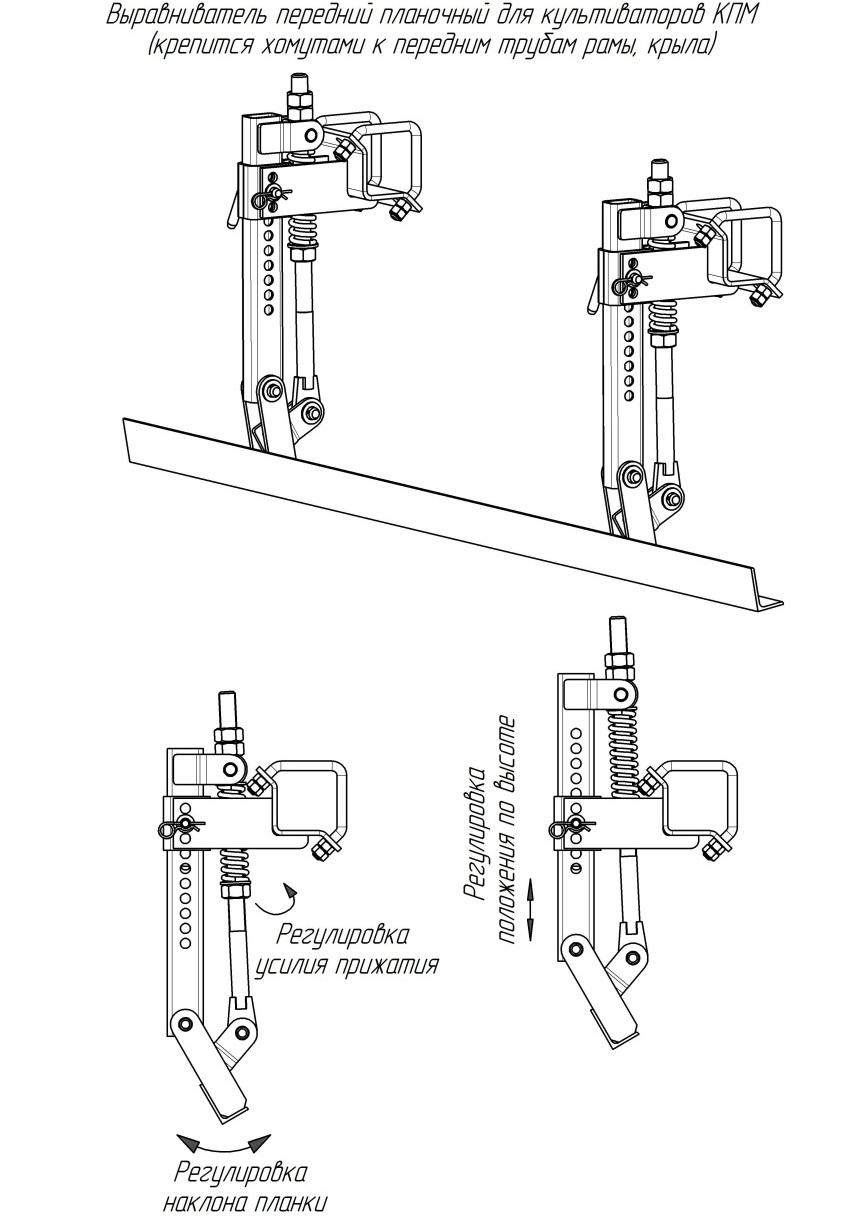 Выравниватель передний планочный для культиваторов КПМ
(крепится хомутами к передним трубам рамы, крыла)
Регулировка
положения по высоте
Регулировка
усилия прижатия
Регулировка
наклона планки